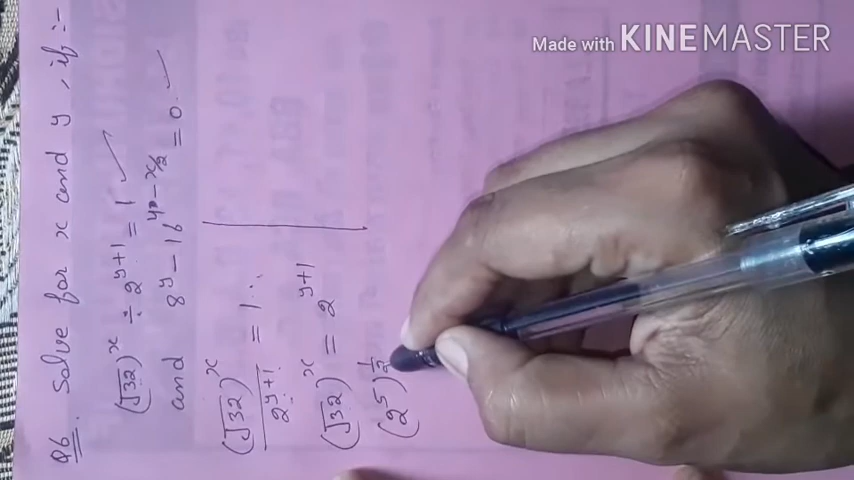 Made with KINEMASTER
Q6. Solve for x and y, if :-
(√32)^x ÷ 2^{y+1} = 1
and 8^y - 16^{4 - x/2} = 0
(√32)^x / 2^{y+1} = 1
(√32)^x = 2^{y+1}
(2^5)^{1/2}